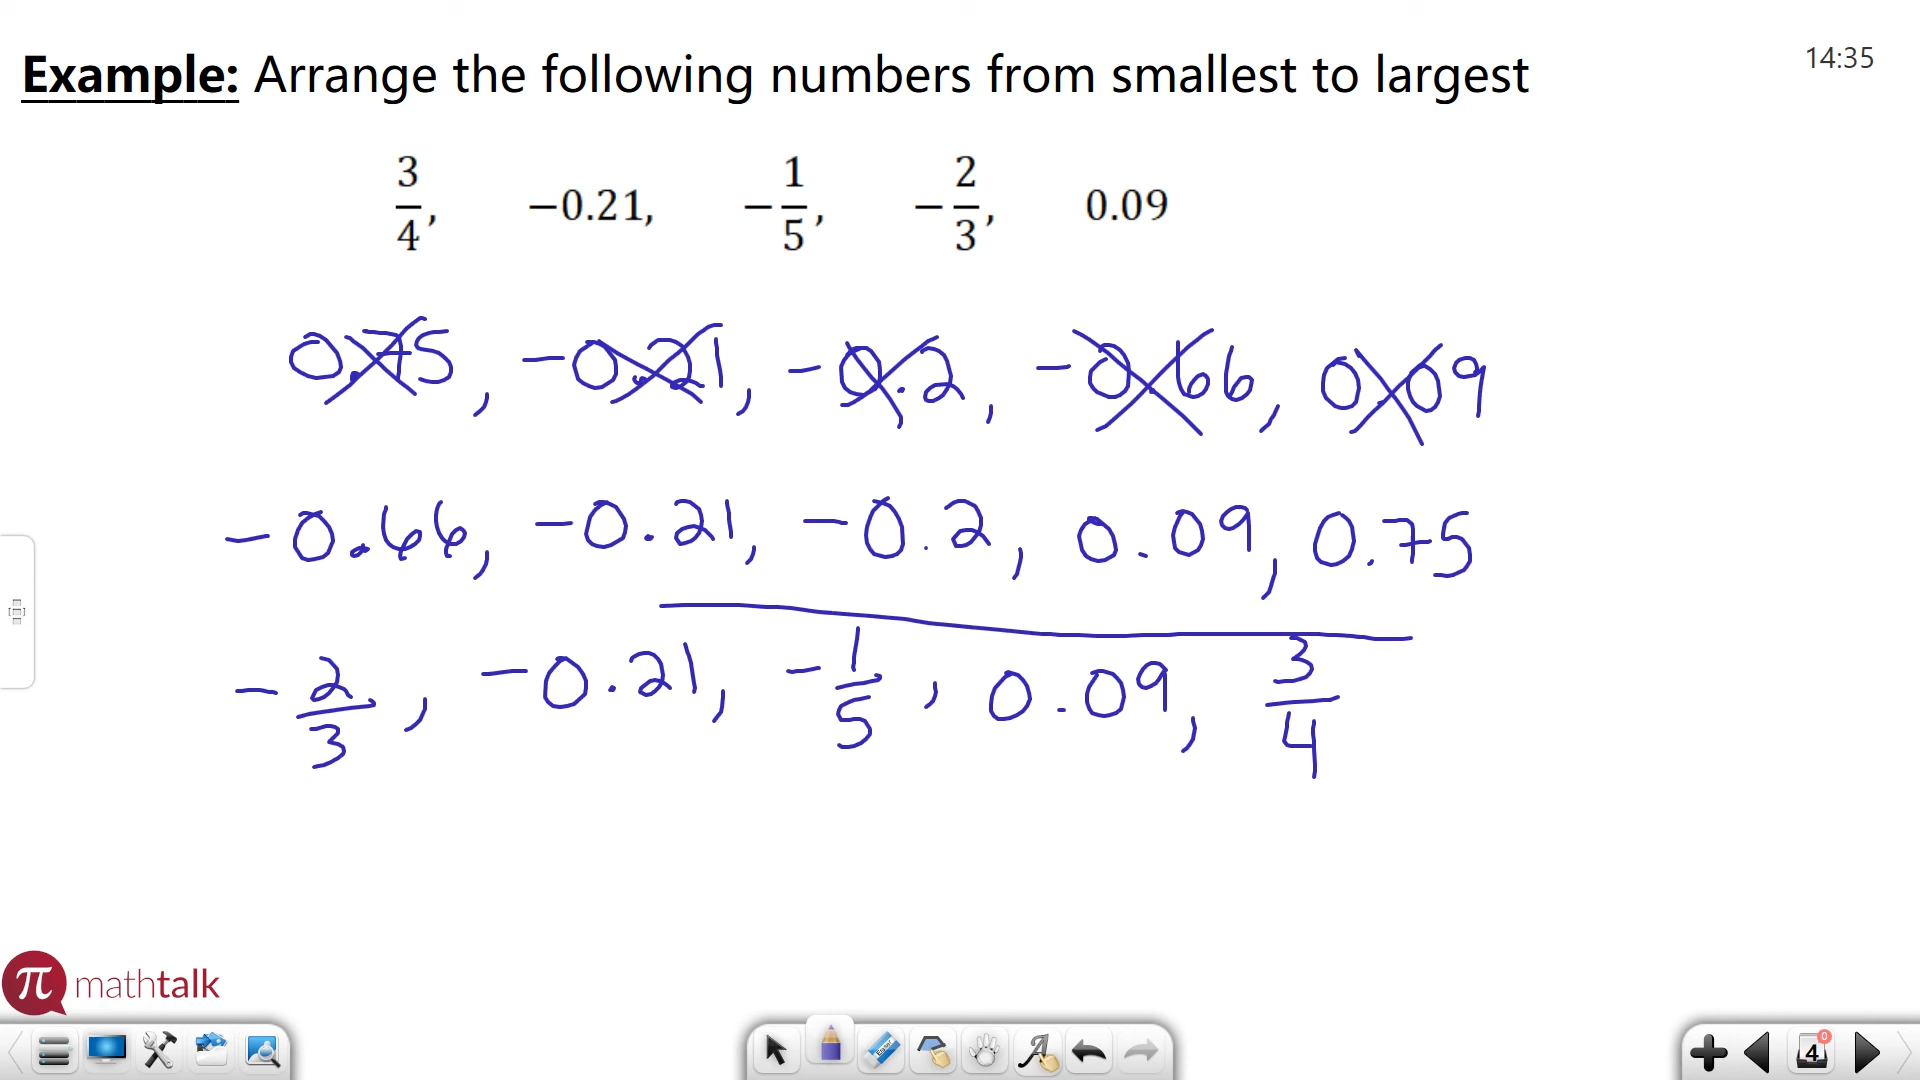 Example: Arrange the following numbers from smallest to largest
14:35
3/4, −0.21, −1/5, −2/3, 0.09
0.75, −0.21, −0.2, −0.66, 0.09
−0.66, −0.21, −0.2, 0.09, 0.75
−2/3, −0.21, −1/5, 0.09, 3/4
π mathtalk
4
0